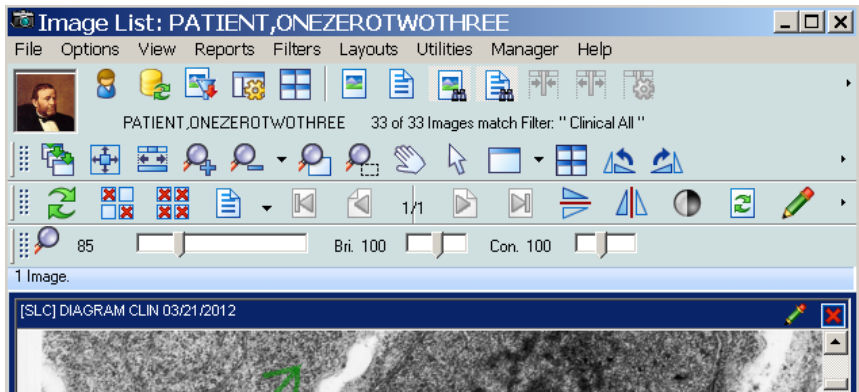 Image List: PATIENT,ONEZEROTWOTHREE
File Options View Reports Filters Layouts Utilities Manager Help
PATIENT,ONEZEROTWOTHREE 33 of 33 Images match Filter: " Clinical All "
1/1
85 Bri. 100 Con. 100
1 Image.
[SLC] DIAGRAM CLIN 03/21/2012